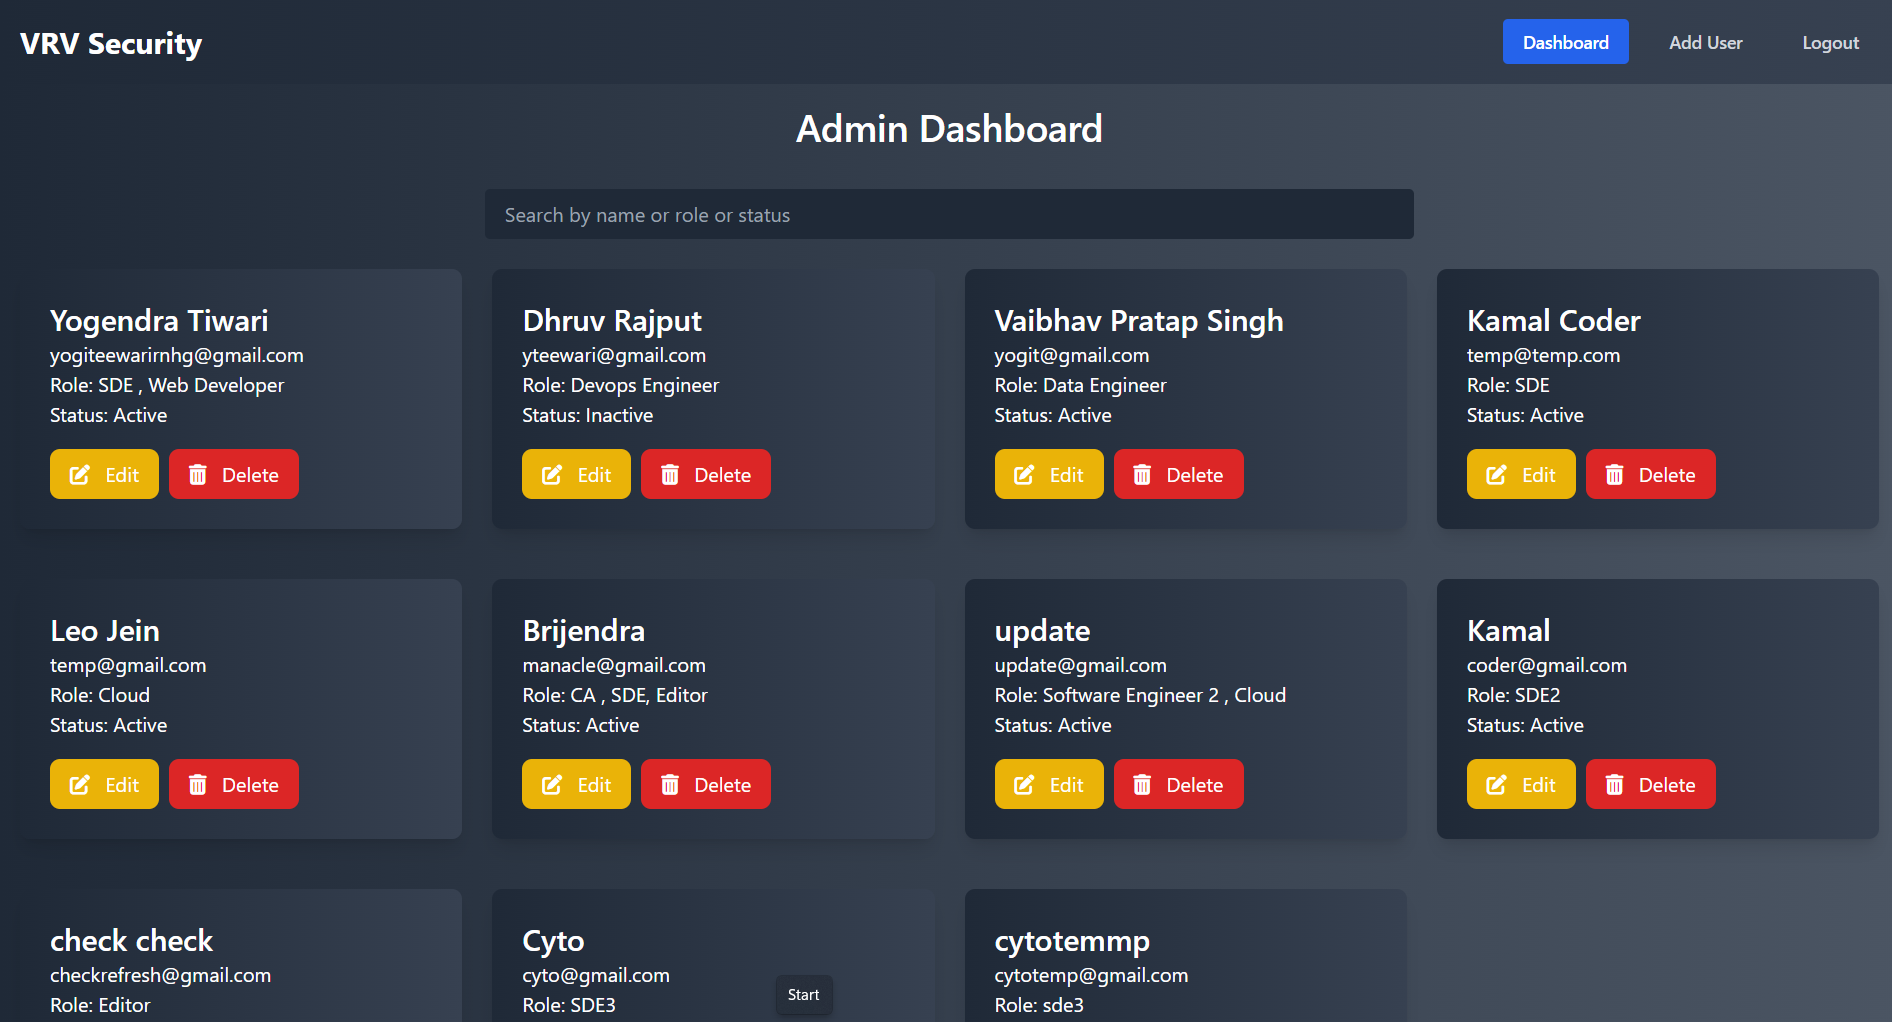 VRV Security
Dashboard
Add User
Logout
Admin Dashboard
Search by name or role or status
Yogendra Tiwari
yogiteewarirnhg@gmail.com
Role: SDE , Web Developer
Status: Active
Edit
Delete
Dhruv Rajput
yteewari@gmail.com
Role: Devops Engineer
Status: Inactive
Edit
Delete
Vaibhav Pratap Singh
yogit@gmail.com
Role: Data Engineer
Status: Active
Edit
Delete
Kamal Coder
temp@temp.com
Role: SDE
Status: Active
Edit
Delete
Leo Jein
temp@gmail.com
Role: Cloud
Status: Active
Edit
Delete
Brijendra
manacle@gmail.com
Role: CA , SDE, Editor
Status: Active
Edit
Delete
update
update@gmail.com
Role: Software Engineer 2 , Cloud
Status: Active
Edit
Delete
Kamal
coder@gmail.com
Role: SDE2
Status: Active
Edit
Delete
check check
checkrefresh@gmail.com
Role: Editor
Cyto
cyto@gmail.com
Role: SDE3
Start
cytotemmp
cytotemp@gmail.com
Role: sde3